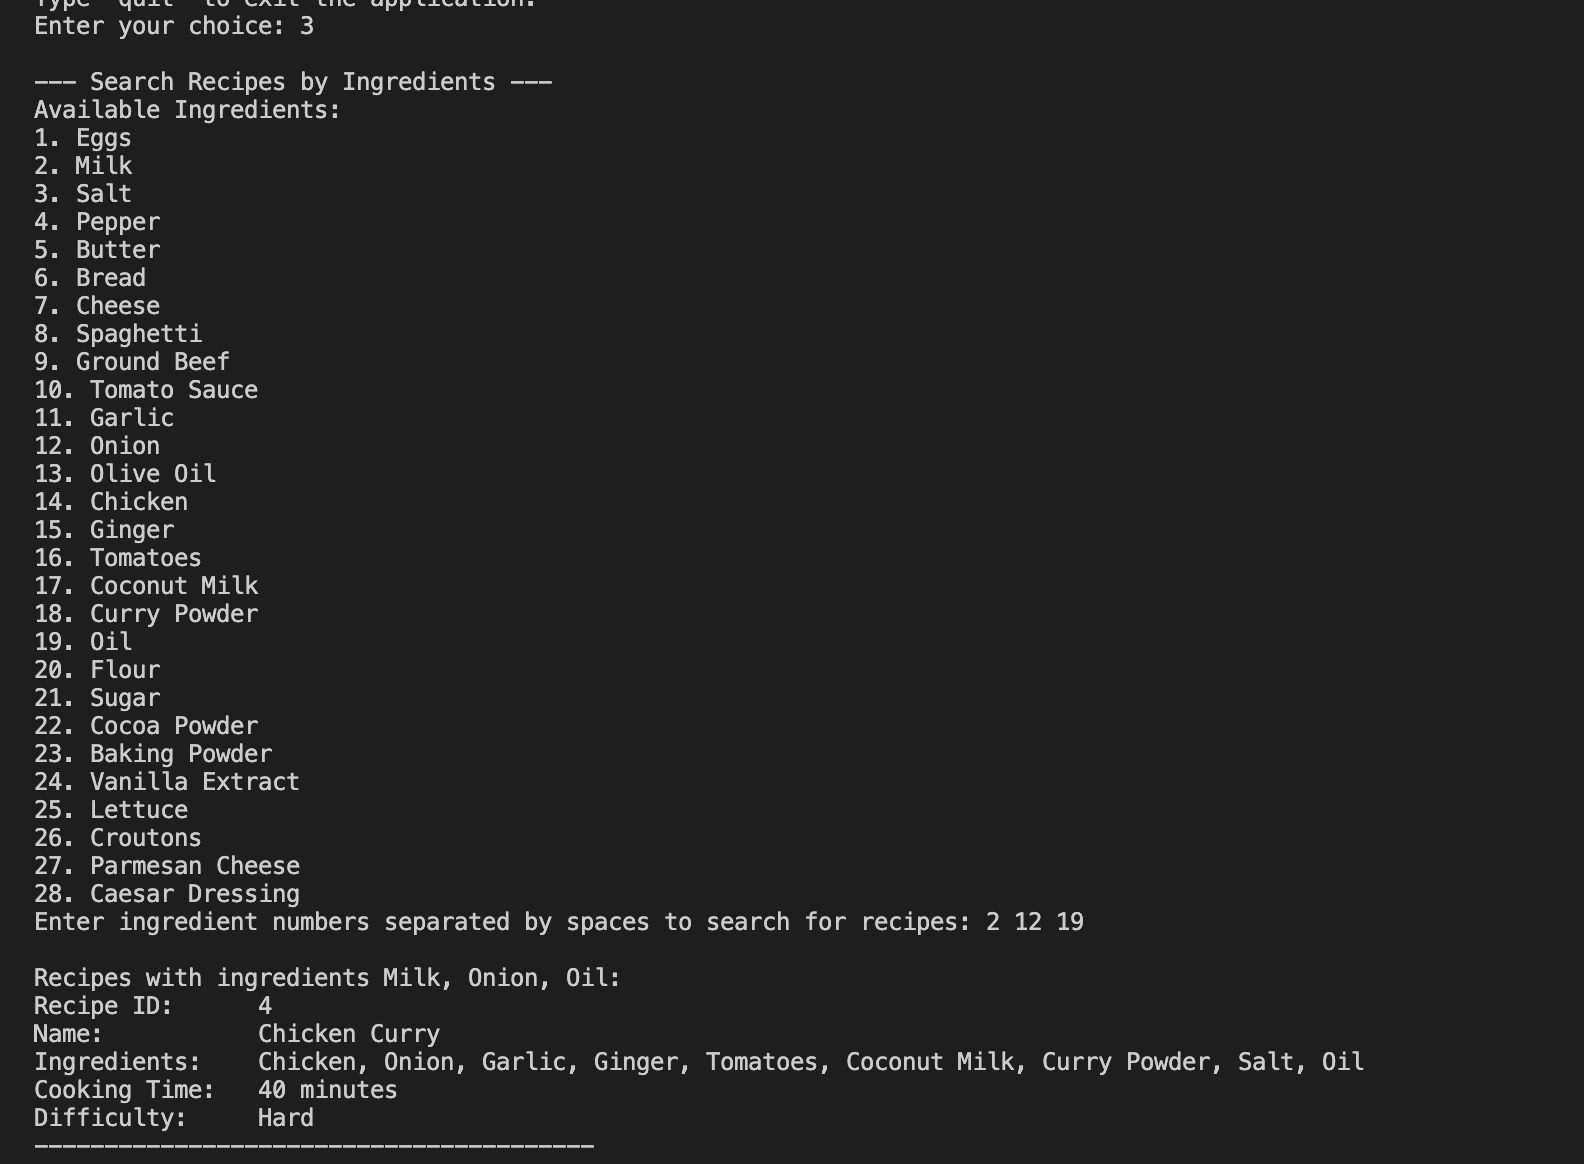 Type 'quit' to exit the application.
Enter your choice: 3
--- Search Recipes by Ingredients ---
Available Ingredients:
1. Eggs
2. Milk
3. Salt
4. Pepper
5. Butter
6. Bread
7. Cheese
8. Spaghetti
9. Ground Beef
10. Tomato Sauce
11. Garlic
12. Onion
13. Olive Oil
14. Chicken
15. Ginger
16. Tomatoes
17. Coconut Milk
18. Curry Powder
19. Oil
20. Flour
21. Sugar
22. Cocoa Powder
23. Baking Powder
24. Vanilla Extract
25. Lettuce
26. Croutons
27. Parmesan Cheese
28. Caesar Dressing
Enter ingredient numbers separated by spaces to search for recipes: 2 12 19
Recipes with ingredients Milk, Onion, Oil:
Recipe ID: 4
Name: Chicken Curry
Ingredients: Chicken, Onion, Garlic, Ginger, Tomatoes, Coconut Milk, Curry Powder, Salt, Oil
Cooking Time: 40 minutes
Difficulty: Hard
----------------------------------------